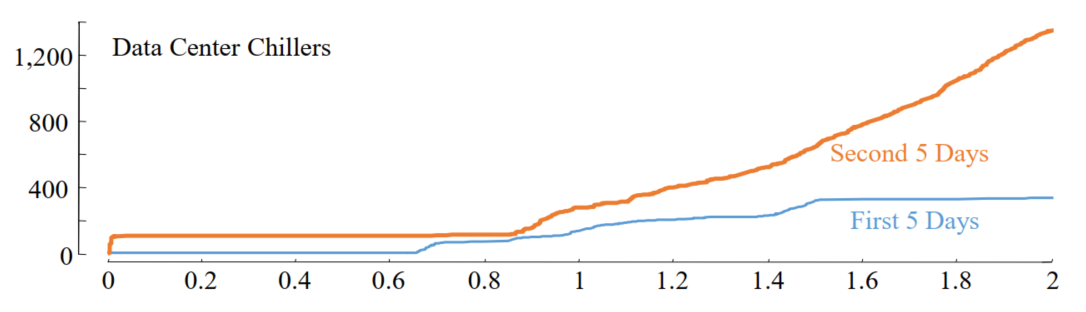 Data Center Chillers
1,200
800
400
0
Second 5 Days
First 5 Days
0 0.2 0.4 0.6 0.8 1 1.2 1.4 1.6 1.8 2